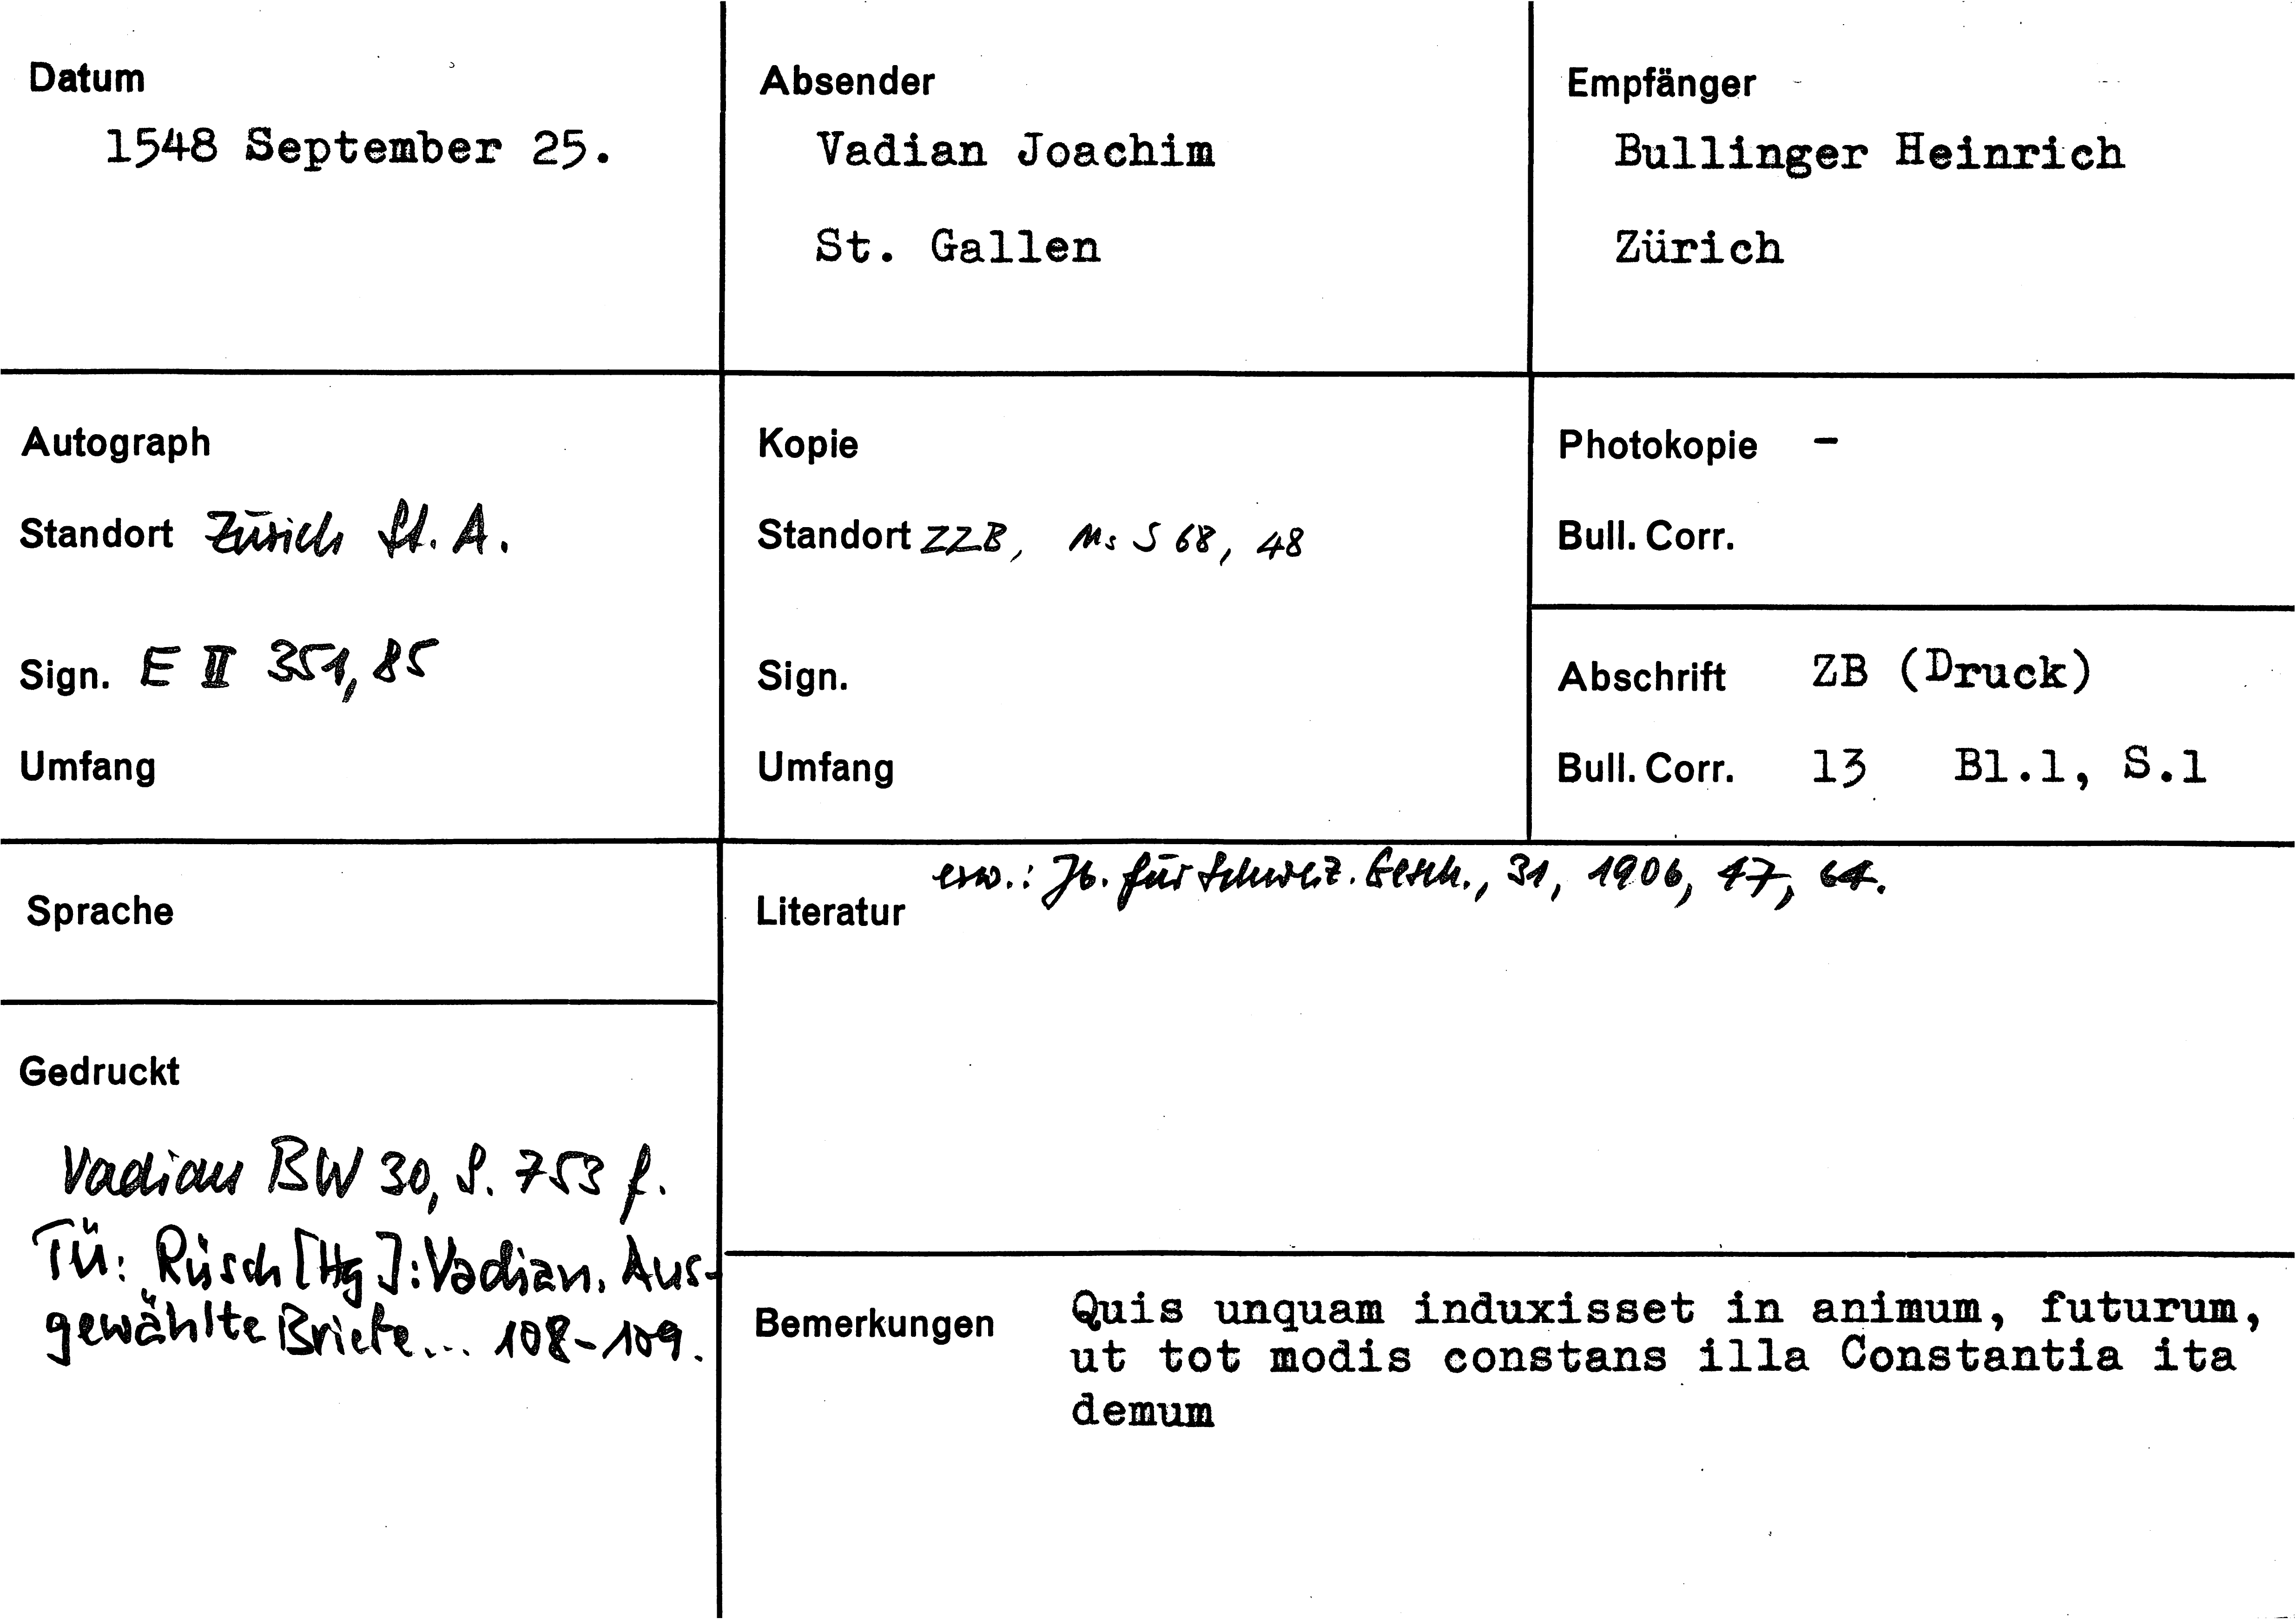 Datum
1548 September 25.
Absender
Vadian Joachim
St. Gallen
Empfänger
Bullinger Heinrich
Zürich
Autograph
Standort Zürich St. A.
Sign. E II 351, 85
Umfang
Kopie
Standort ZZB, Ms S 68, 48
Sign.
Umfang
Photokopie -
Bull. Corr.
Abschrift ZB (Druck)
Bull. Corr. 13 Bl.1, S.1
Sprache
Literatur erw.: Jb. für Schweiz. Gesch., 31, 1906, 47, 64.
Gedruckt
Vadian BW 30, S. 753 f.
TÜ: Rüsch [Hg]: Vadian. Aus-
gewählte Briefe... 108-109.
Bemerkungen Quis unquam induxisset in animum, futurum,
ut tot modis constans illa Constantia ita
demum